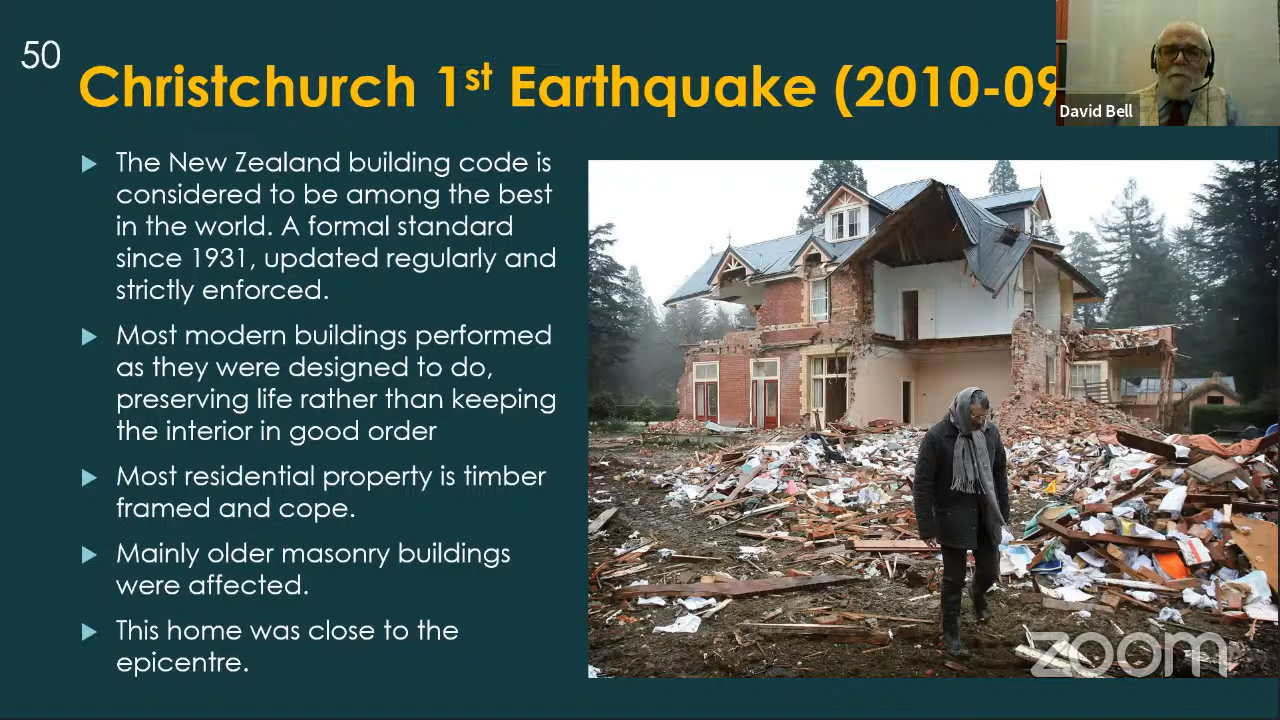 50
Christchurch 1st Earthquake (2010-09
David Bell
The New Zealand building code is
considered to be among the best
in the world. A formal standard
since 1931, updated regularly and
strictly enforced.
Most modern buildings performed
as they were designed to do,
preserving life rather than keeping
the interior in good order
Most residential property is timber
framed and cope.
Mainly older masonry buildings
were affected.
This home was close to the
epicentre.
zoom